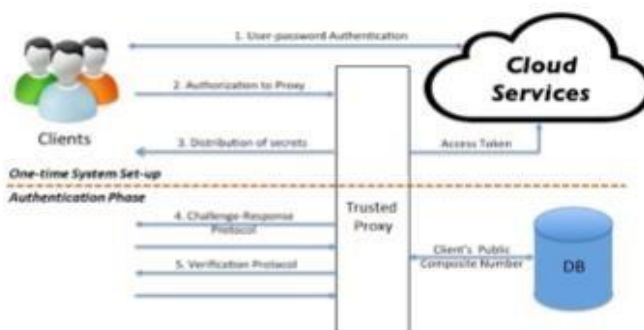 1. User-password Authentication
Cloud
Services
2. Authorization to Proxy
Clients
3. Distribution of secrets
Access Token
One-time System Set-up
Authentication Phase
Trusted
Proxy
4. Challenge-Response
Protocol
Client's Public
Composite Number
DB
5. Verification Protocol